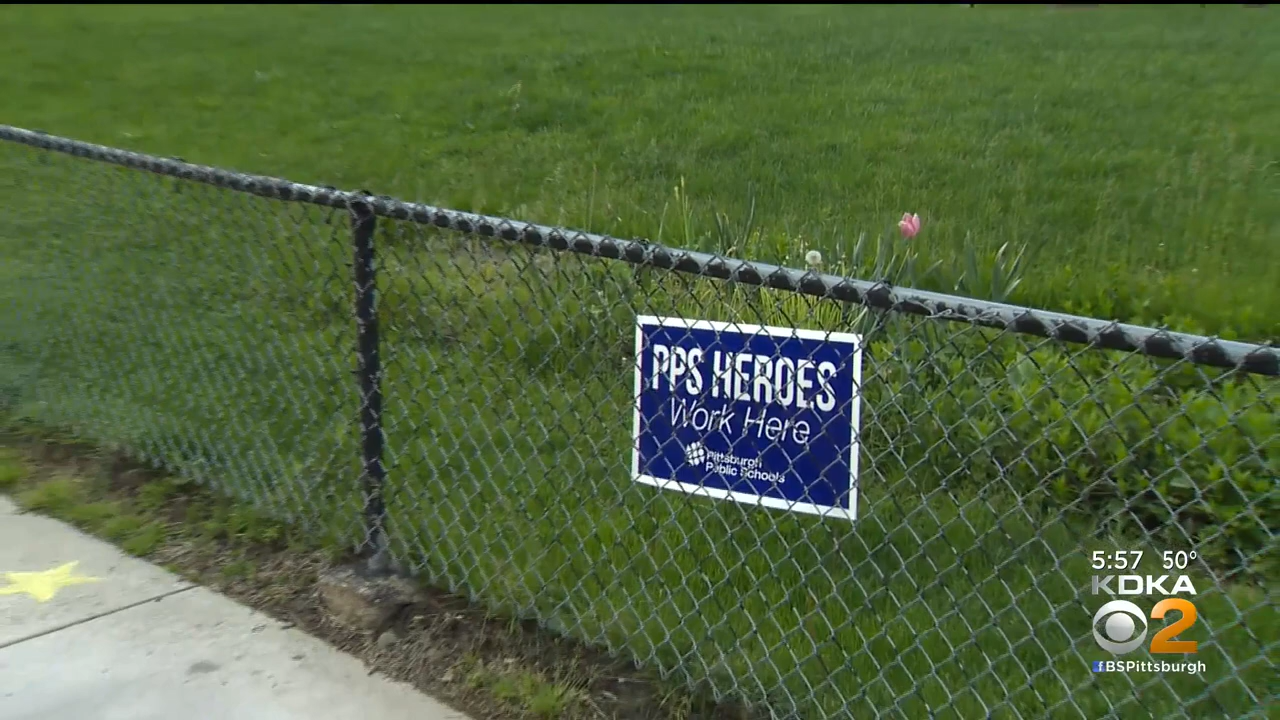 PPS HEROES
Work Here
Pittsburgh
Public Schools
5:57 50°
KDKA
2
fBSPittsburgh